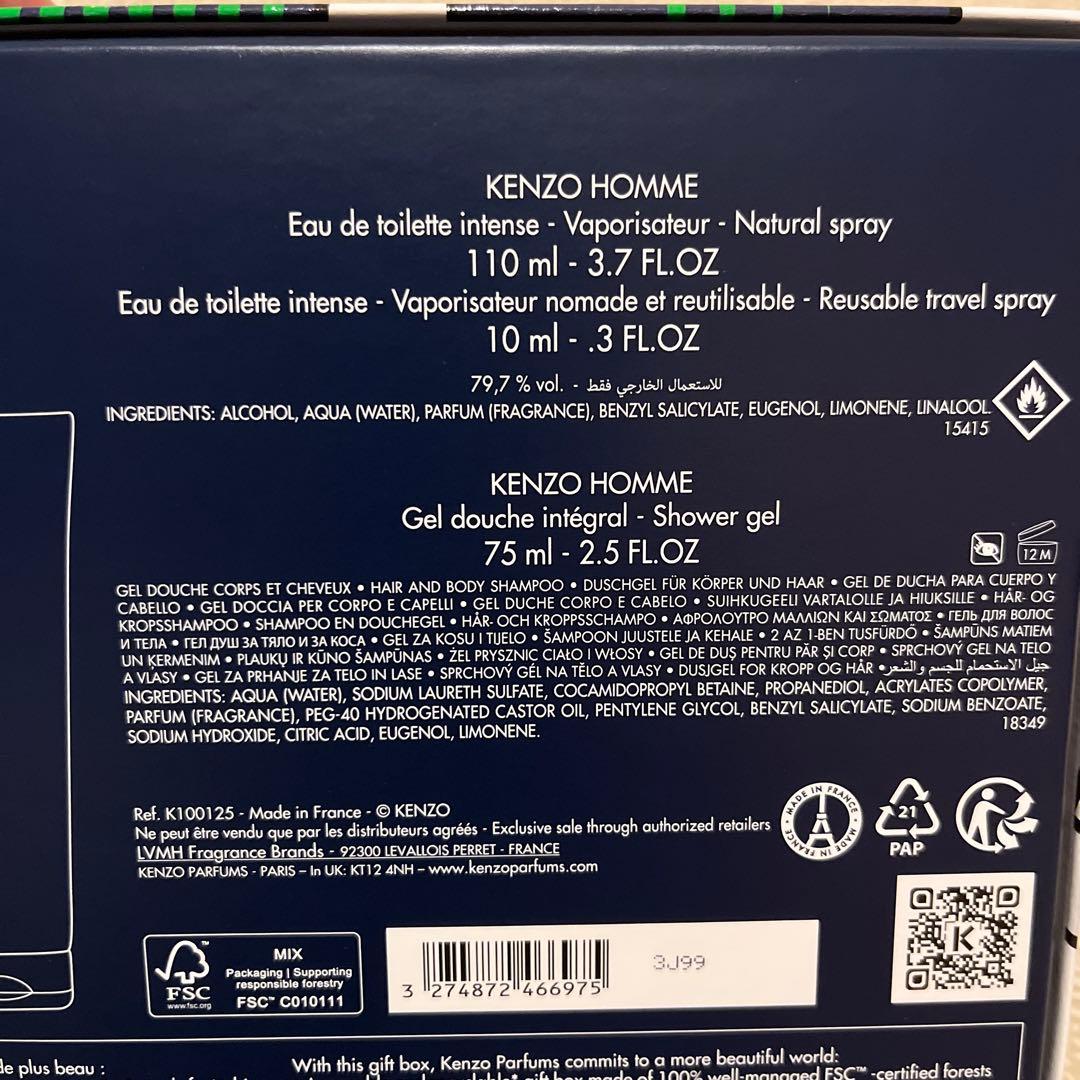 KENZO HOMME
Eau de toilette intense - Vaporisateur - Natural spray
110 ml - 3.7 FL.OZ
Eau de toilette intense - Vaporisateur nomade et reutilisable - Reusable travel spray
10 ml - .3 FL.OZ
79,7 % vol. - للاستعمال الخارجي فقط
INGREDIENTS: ALCOHOL, AQUA (WATER), PARFUM (FRAGRANCE), BENZYL SALICYLATE, EUGENOL, LIMONENE, LINALOOL.
15415
KENZO HOMME
Gel douche intégral - Shower gel
75 ml - 2.5 FL.OZ
12 M
GEL DOUCHE CORPS ET CHEVEUX • HAIR AND BODY SHAMPOO • DUSCHGEL FÜR KÖRPER UND HAAR • GEL DE DUCHA PARA CUERPO Y
CABELLO • GEL DOCCIA PER CORPO E CAPELLI • GEL DUCHE CORPO E CABELO • SUIHKUGEELI VARTALOLLE JA HIUKSILLE • HÅR- OG
KROPSSHAMPOO • SHAMPOO EN DOUCHEGEL • HÅR- OCH KROPPSSCHAMPO • ΑΦΡΟΛΟΥΤΡΟ ΜΑΛΛΙΩΝ ΚΑΙ ΣΩΜΑΤΟΣ • ГЕЛЬ ДЛЯ ВОЛОС
И ТЕЛА • ГЕЛ ДУШ ЗА ТЯЛО И ЗА КОСА • GEL ZA KOSU I TIJELO • ŠAMPOON JUUSTELE JA KEHALE • 2 AZ 1-BEN TUSFÜRDŐ • ŠAMPŪNS MATIEM
UN ĶERMENIM • PLAUKŲ IR KŪNO ŠAMPŪNAS • ŻEL PRYSZNIC CIAŁO I WŁOSY • GEL DE DUȘ PENTRU PĂR ȘI CORP • SPRCHOVÝ GÉL NA TELO
A VLASY • GEL ZA PRHANJE ZA TELO IN LASE • SPRCHOVÝ GEL NA TĚLO A VLASY • DUSJGEL FOR KROPP OG HÅR • جيل الاستحمام للجسم والشعر
INGREDIENTS: AQUA (WATER), SODIUM LAURETH SULFATE, COCAMIDOPROPYL BETAINE, PROPANEDIOL, ACRYLATES COPOLYMER,
PARFUM (FRAGRANCE), PEG-40 HYDROGENATED CASTOR OIL, PENTYLENE GLYCOL, BENZYL SALICYLATE, SODIUM BENZOATE,
SODIUM HYDROXIDE, CITRIC ACID, EUGENOL, LIMONENE.
18349
Ref. K100125 - Made in France - © KENZO
Ne peut être vendu que par les distributeurs agréés - Exclusive sale through authorized retailers
LVMH Fragrance Brands - 92300 LEVALLOIS PERRET - FRANCE
KENZO PARFUMS - PARIS – In UK: KT12 4NH – www.kenzoparfums.com
MADE IN FRANCE • MADE IN FRANCE •
21
PAP
K
FSC™
www.fsc.org
MIX
Packaging | Supporting
responsible forestry
FSC™ C010111
3 274872 466975
3J99
de plus beau :
With this gift box, Kenzo Parfums commits to a more beautiful world:
gift box made of 100% well-managed FSC™ -certified forests